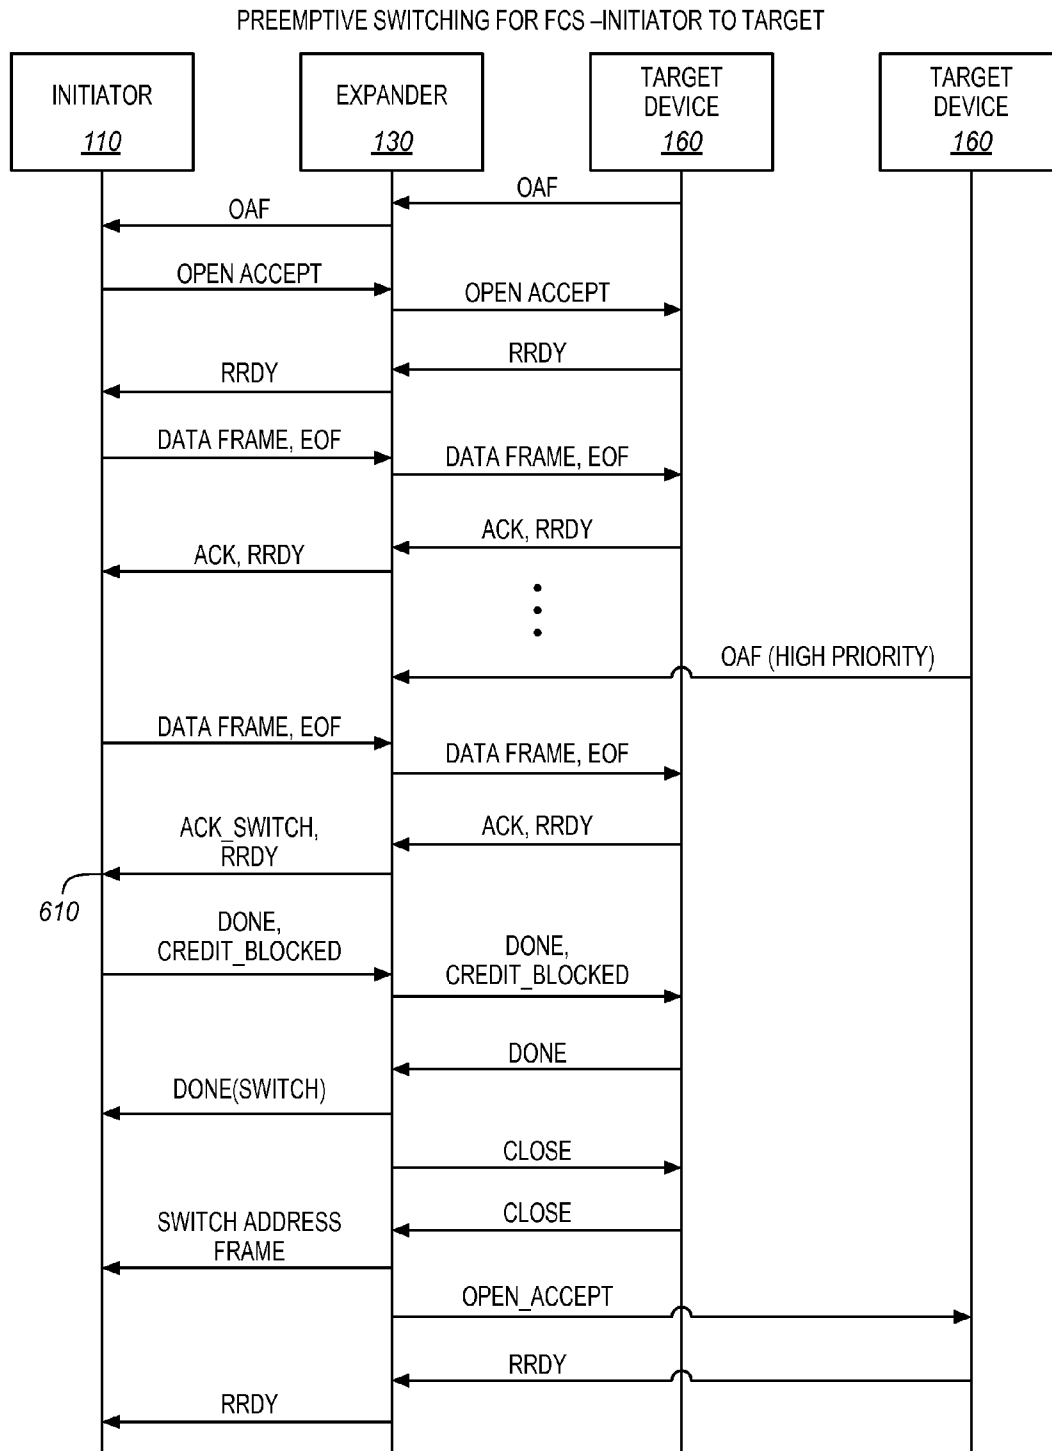 PREEMPTIVE SWITCHING FOR FCS –INITIATOR TO TARGET
INITIATOR
110
EXPANDER
130
TARGET
DEVICE
160
TARGET
DEVICE
160
OAF
OAF
OPEN ACCEPT
OPEN ACCEPT
RRDY
RRDY
DATA FRAME, EOF
DATA FRAME, EOF
ACK, RRDY
ACK, RRDY
OAF (HIGH PRIORITY)
DATA FRAME, EOF
DATA FRAME, EOF
ACK, RRDY
ACK_SWITCH,
RRDY
610
DONE,
CREDIT_BLOCKED
DONE,
CREDIT_BLOCKED
DONE
DONE(SWITCH)
CLOSE
CLOSE
SWITCH ADDRESS
FRAME
OPEN_ACCEPT
RRDY
RRDY